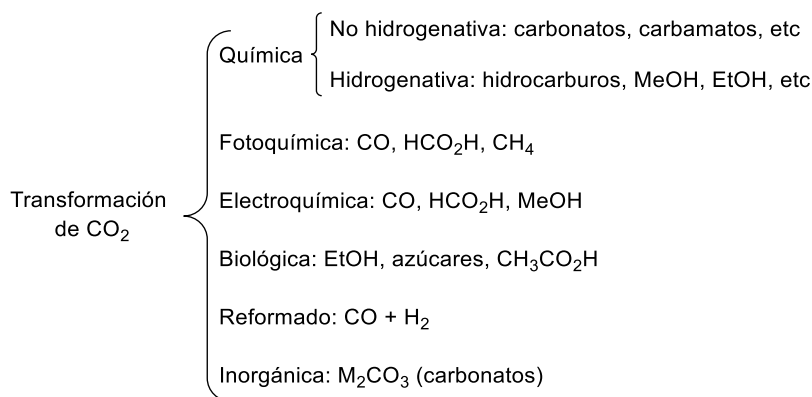 Transformación
de CO₂
Química
No hidrogenativa: carbonatos, carbamatos, etc
Hidrogenativa: hidrocarburos, MeOH, EtOH, etc
Fotoquímica: CO, HCO₂H, CH₄
Electroquímica: CO, HCO₂H, MeOH
Biológica: EtOH, azúcares, CH₃CO₂H
Reformado: CO + H₂
Inorgánica: M₂CO₃ (carbonatos)